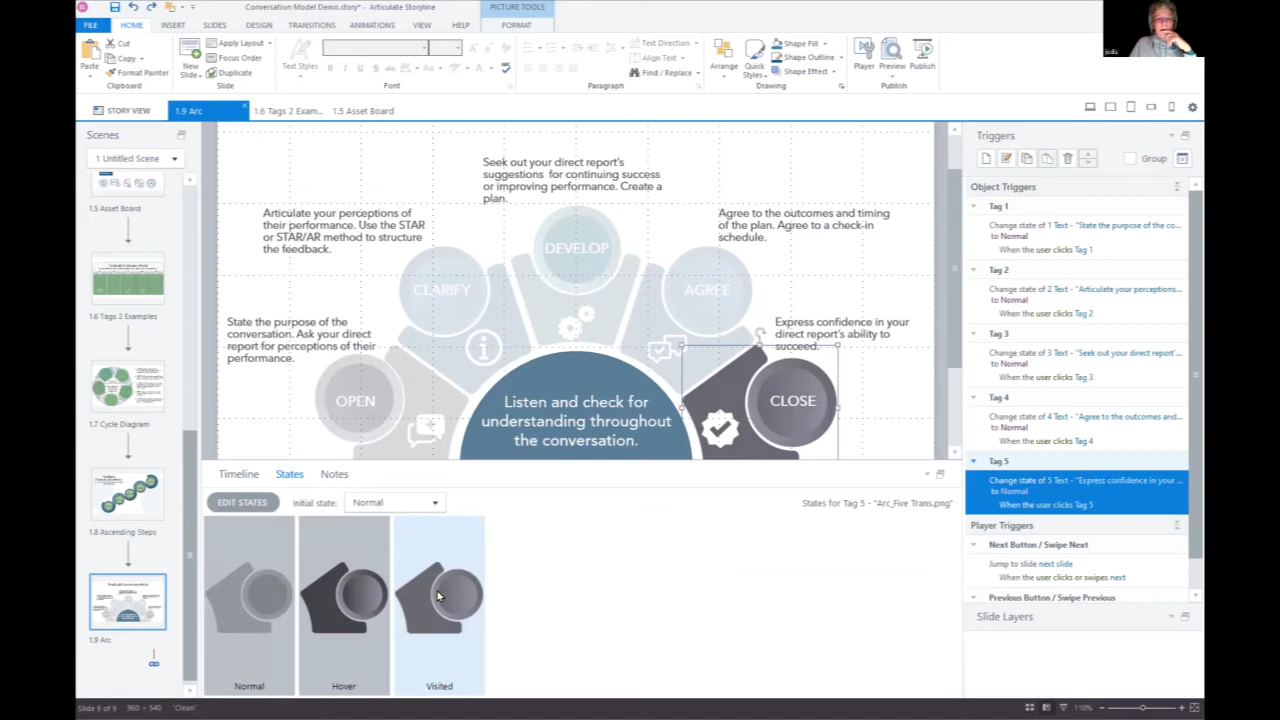 Conversation Model Demo.story* - Articulate Storyline
PICTURE TOOLS
FILE HOME INSERT SLIDES DESIGN TRANSITIONS ANIMATIONS VIEW HELP FORMAT
Paste
Cut
Copy
Format Painter
Clipboard
New Slide
Apply Layout
Focus Order
Duplicate
Slide
Text Styles
Font
Text Direction
Align Text
Find / Replace
Paragraph
Arrange
Quick Styles
Shape Fill
Shape Outline
Shape Effect
Drawing
Player
Preview
Publish
Publish
STORY VIEW
1.9 Arc
1.6 Tags 2 Exam...
1.5 Asset Board
Scenes
1 Untitled Scene
1.5 Asset Board
1.6 Tags 2 Examples
1.7 Cycle Diagram
1.8 Ascending Steps
1.9 Arc
Seek out your direct report's
suggestions for continuing success
or improving performance. Create a
plan.
Articulate your perceptions of
their performance. Use the STAR
or STAR/AR method to structure
the feedback.
Agree to the outcomes and timing
of the plan. Agree to a check-in
schedule.
DEVELOP
CLARIFY
AGREE
State the purpose of the
conversation. Ask your direct
report for perceptions of their
performance.
Express confidence in your
direct report's ability to
succeed.
OPEN
CLOSE
Listen and check for
understanding throughout
the conversation.
Timeline States Notes
EDIT STATES
Initial state:
Normal
States for Tag 5 - "Arc_Five Trans.png"
Normal
Hover
Visited
Triggers
Group
Object Triggers
Tag 1
Change state of 1 Text - "State the purpose of the co...
to Normal
When the user clicks Tag 1
Tag 2
Change state of 2 Text - "Articulate your perceptions...
to Normal
When the user clicks Tag 2
Tag 3
Change state of 3 Text - "Seek out your direct report'...
to Normal
When the user clicks Tag 3
Tag 4
Change state of 4 Text - "Agree to the outcomes and...
to Normal
When the user clicks Tag 4
Tag 5
Change state of 5 Text - "Express confidence in your ...
to Normal
When the user clicks Tag 5
Player Triggers
Next Button / Swipe Next
Jump to slide next slide
When the user clicks or swipes next
Previous Button / Swipe Previous
Slide Layers
Slide 9 of 9
960 × 540
"Clean"
110%